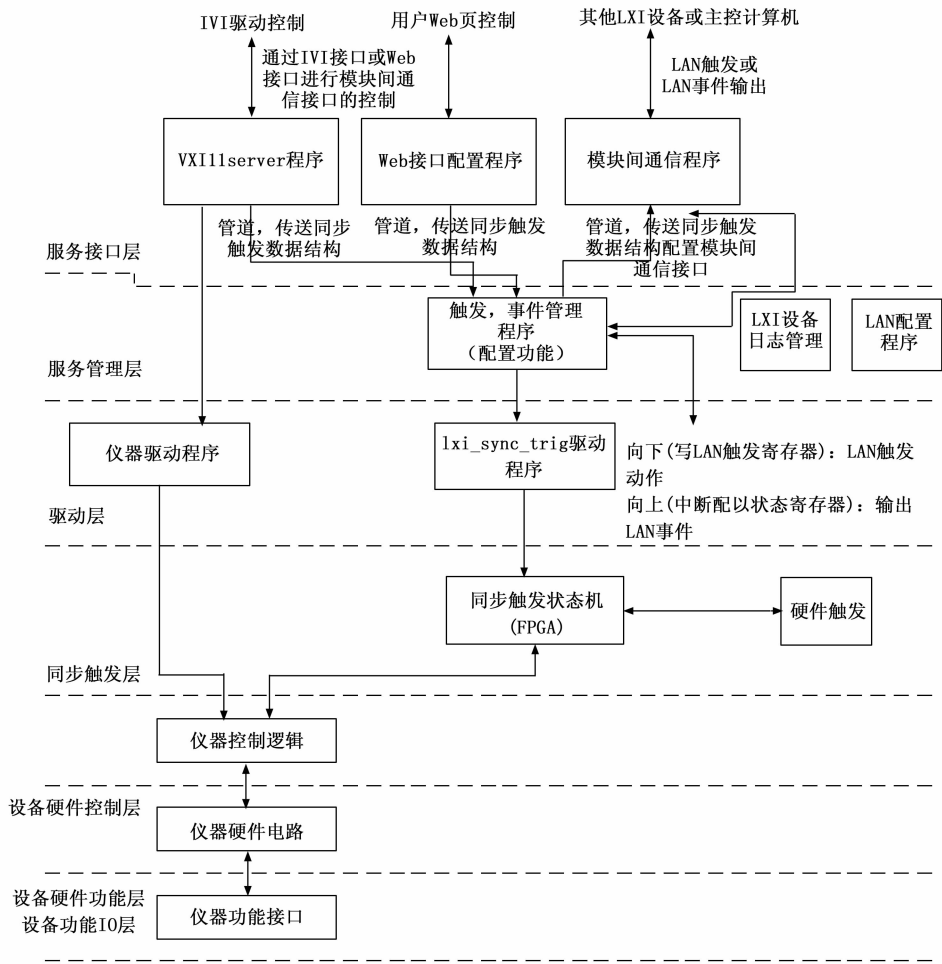 IVI驱动控制
用户Web页控制
其他LXI设备或主控计算机
通过IVI接口或Web
接口进行模块间通
信接口的控制
LAN触发或
LAN事件输出
VXI11server程序
Web接口配置程序
模块间通信程序
管道，传送同步
触发数据结构
管道，传送同步触发
数据结构
管道，传送同步触发
数据结构配置模块间
通信接口
服务接口层
触发，事件管理
程序
（配置功能）
LXI设备
日志管理
LAN配置
程序
服务管理层
仪器驱动程序
lxi_sync_trig驱动
程序
向下(写LAN触发寄存器)：LAN触发
动作
向上(中断配以状态寄存器)：输出
LAN事件
驱动层
同步触发状态机
(FPGA)
硬件触发
同步触发层
仪器控制逻辑
设备硬件控制层
仪器硬件电路
设备硬件功能层
设备功能IO层
仪器功能接口